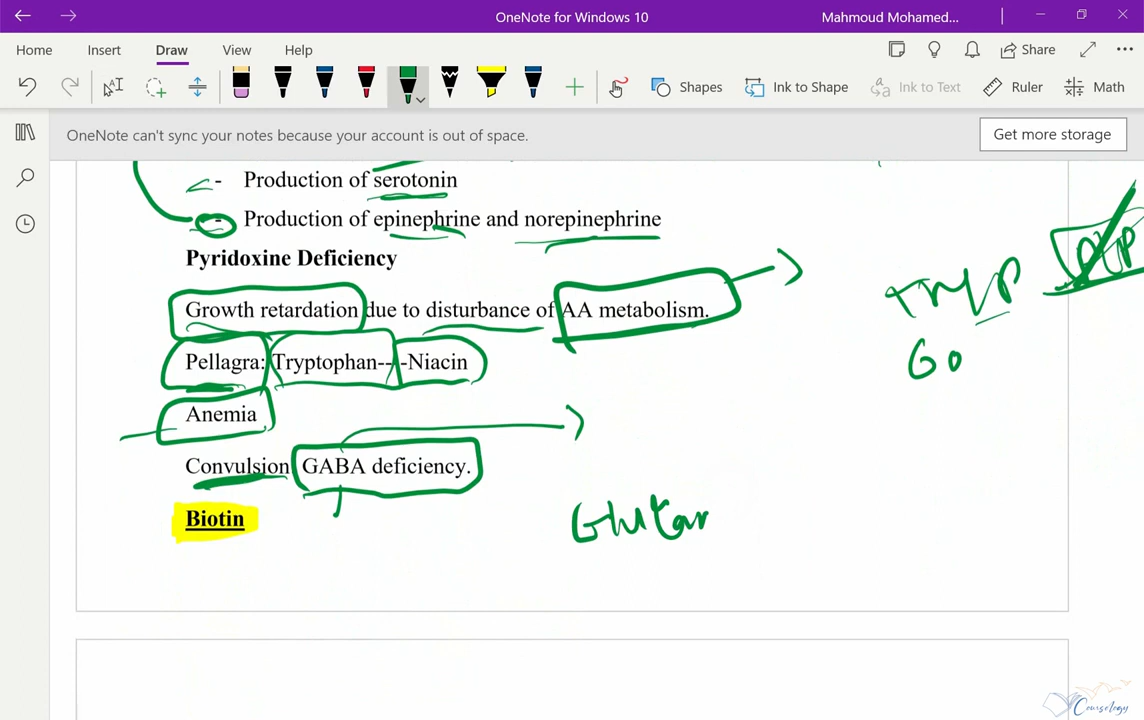 OneNote for Windows 10
Mahmoud Mohamed...
Home Insert Draw View Help
Share
Shapes Ink to Shape Ink to Text Ruler Math
OneNote can't sync your notes because your account is out of space.
Get more storage
- Production of serotonin
- Production of epinephrine and norepinephrine
Pyridoxine Deficiency
Growth retardation due to disturbance of AA metabolism.
Tryp
Pellagra: Tryptophan---Niacin
60
Anemia
Convulsion GABA deficiency.
Biotin
Glutar
Coursology